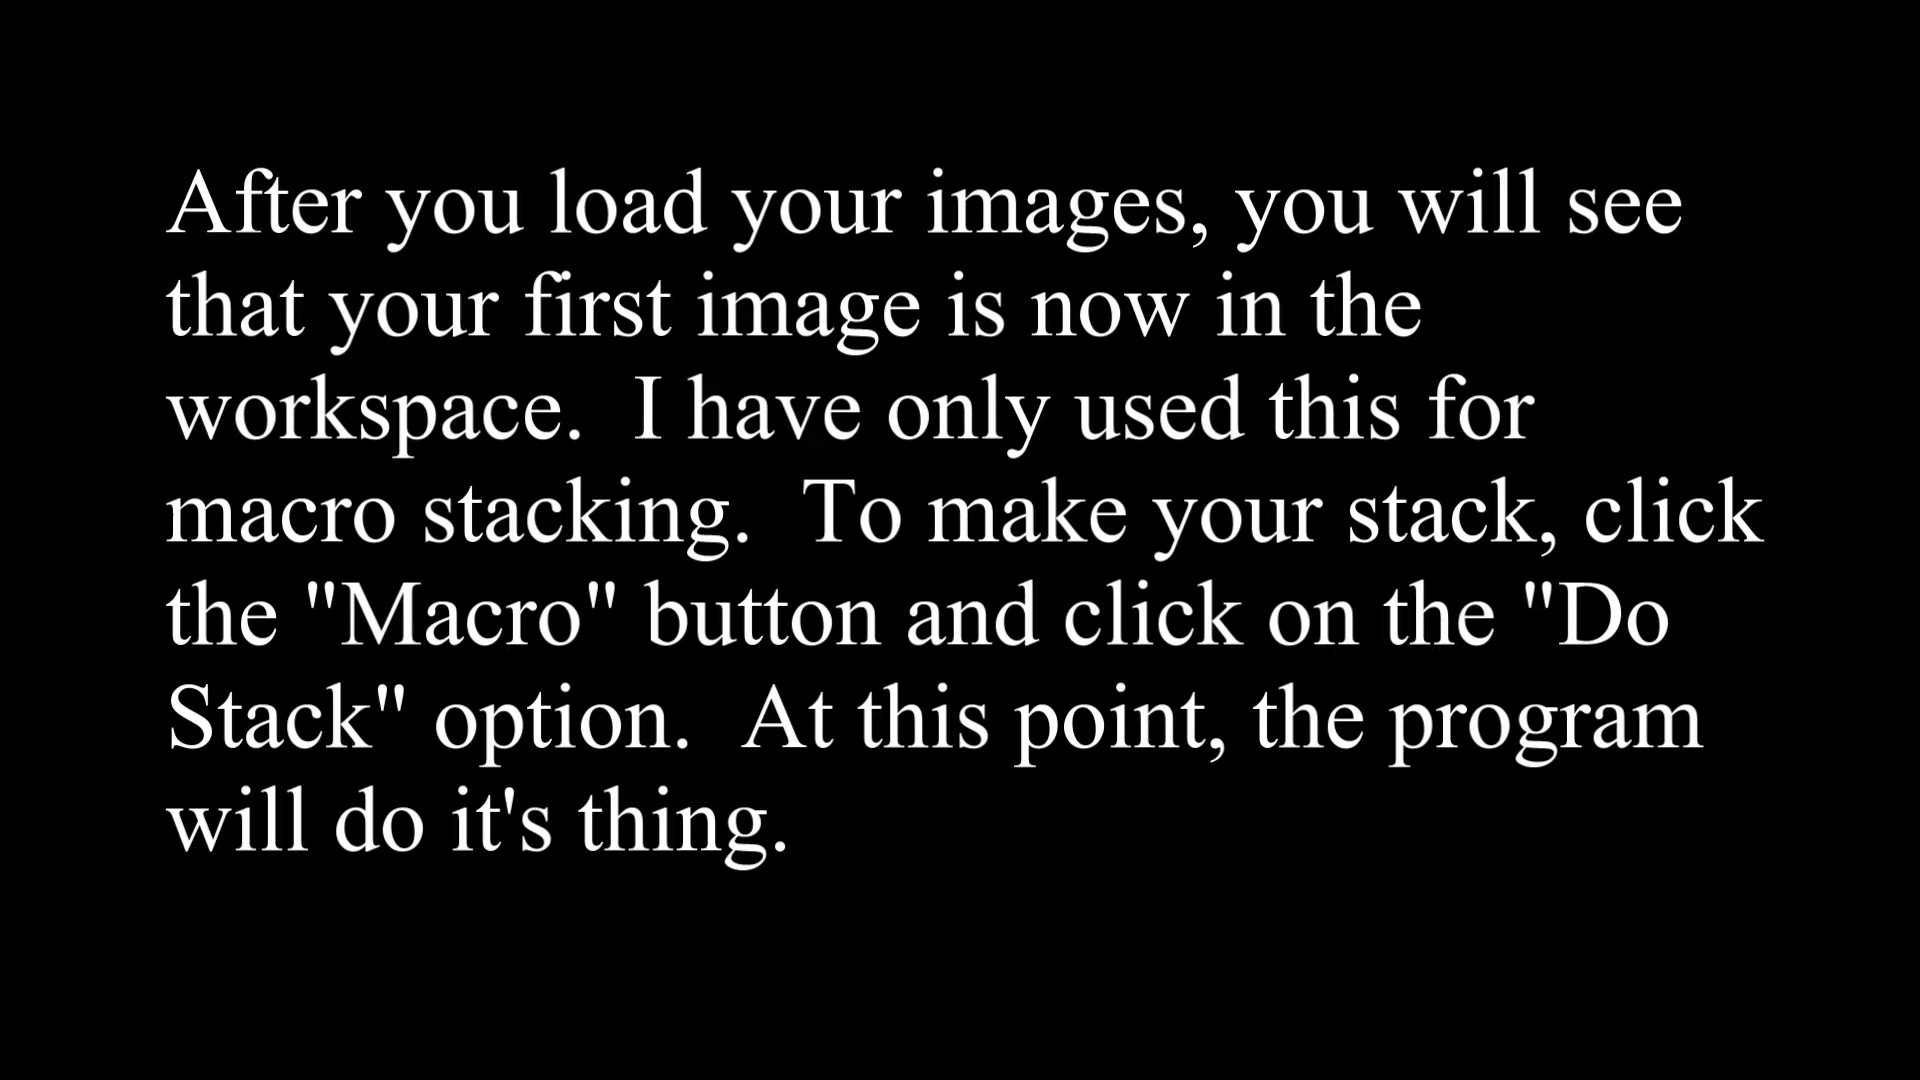 After you load your images, you will see
that your first image is now in the
workspace.  I have only used this for
macro stacking.  To make your stack, click
the "Macro" button and click on the "Do
Stack" option.  At this point, the program
will do it's thing.